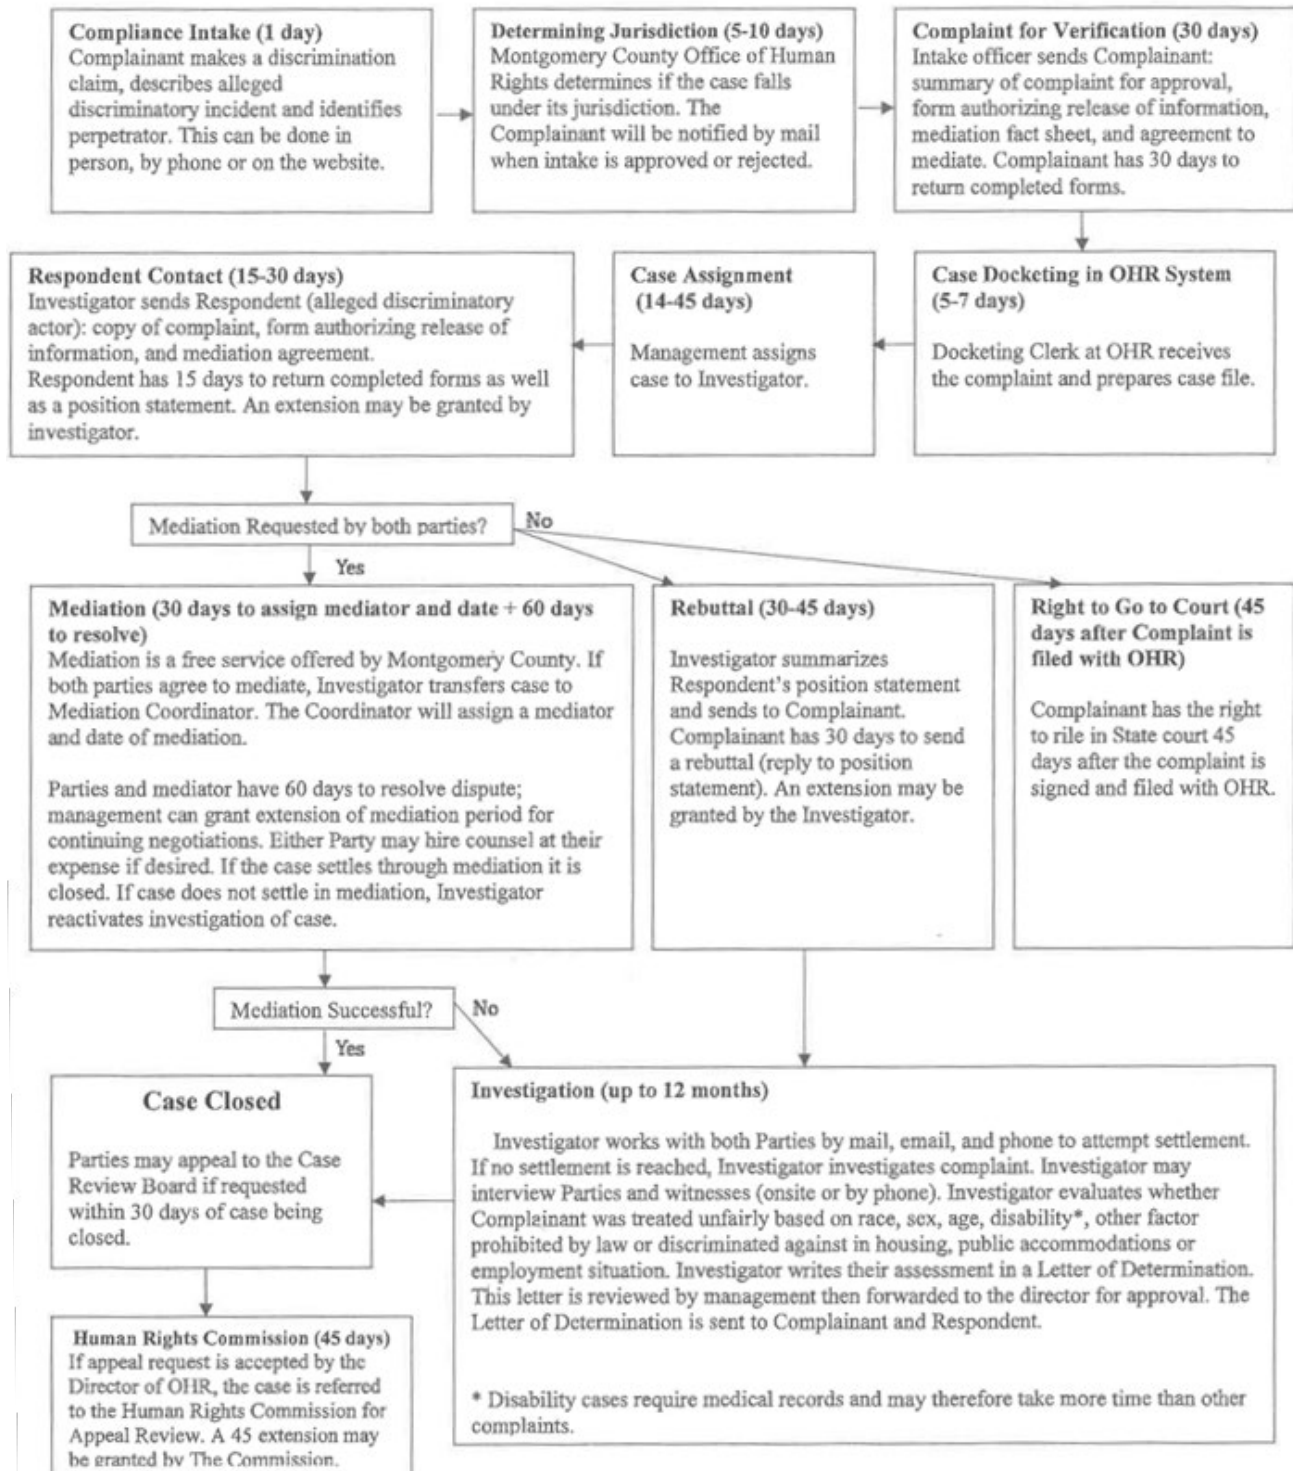 Compliance Intake (1 day)
Complainant makes a discrimination
claim, describes alleged
discriminatory incident and identifies
perpetrator. This can be done in
person, by phone or on the website.
Determining Jurisdiction (5-10 days)
Montgomery County Office of Human
Rights determines if the case falls
under its jurisdiction. The
Complainant will be notified by mail
when intake is approved or rejected.
Complaint for Verification (30 days)
Intake officer sends Complainant:
summary of complaint for approval,
form authorizing release of information,
mediation fact sheet, and agreement to
mediate. Complainant has 30 days to
return completed forms.
Case Docketing in OHR System
(5-7 days)
Docketing Clerk at OHR receives
the complaint and prepares case file.
Case Assignment
(14-45 days)
Management assigns
case to Investigator.
Respondent Contact (15-30 days)
Investigator sends Respondent (alleged discriminatory
actor): copy of complaint, form authorizing release of
information, and mediation agreement.
Respondent has 15 days to return completed forms as well
as a position statement. An extension may be granted by
investigator.
Mediation Requested by both parties?
No
Yes
Mediation (30 days to assign mediator and date + 60 days
to resolve)
Mediation is a free service offered by Montgomery County. If
both parties agree to mediate, Investigator transfers case to
Mediation Coordinator. The Coordinator will assign a mediator
and date of mediation.
Parties and mediator have 60 days to resolve dispute;
management can grant extension of mediation period for
continuing negotiations. Either Party may hire counsel at their
expense if desired. If the case settles through mediation it is
closed. If case does not settle in mediation, Investigator
reactivates investigation of case.
Rebuttal (30-45 days)
Investigator summarizes
Respondent's position statement
and sends to Complainant.
Complainant has 30 days to send
a rebuttal (reply to position
statement). An extension may be
granted by the Investigator.
Right to Go to Court (45
days after Complaint is
filed with OHR)
Complainant has the right
to rile in State court 45
days after the complaint is
signed and filed with OHR.
Mediation Successful?
No
Yes
Case Closed
Parties may appeal to the Case
Review Board if requested
within 30 days of case being
closed.
Investigation (up to 12 months)
Investigator works with both Parties by mail, email, and phone to attempt settlement.
If no settlement is reached, Investigator investigates complaint. Investigator may
interview Parties and witnesses (onsite or by phone). Investigator evaluates whether
Complainant was treated unfairly based on race, sex, age, disability*, other factor
prohibited by law or discriminated against in housing, public accommodations or
employment situation. Investigator writes their assessment in a Letter of Determination.
This letter is reviewed by management then forwarded to the director for approval. The
Letter of Determination is sent to Complainant and Respondent.
* Disability cases require medical records and may therefore take more time than other
complaints.
Human Rights Commission (45 days)
If appeal request is accepted by the
Director of OHR, the case is referred
to the Human Rights Commission for
Appeal Review. A 45 extension may
be granted by The Commission.